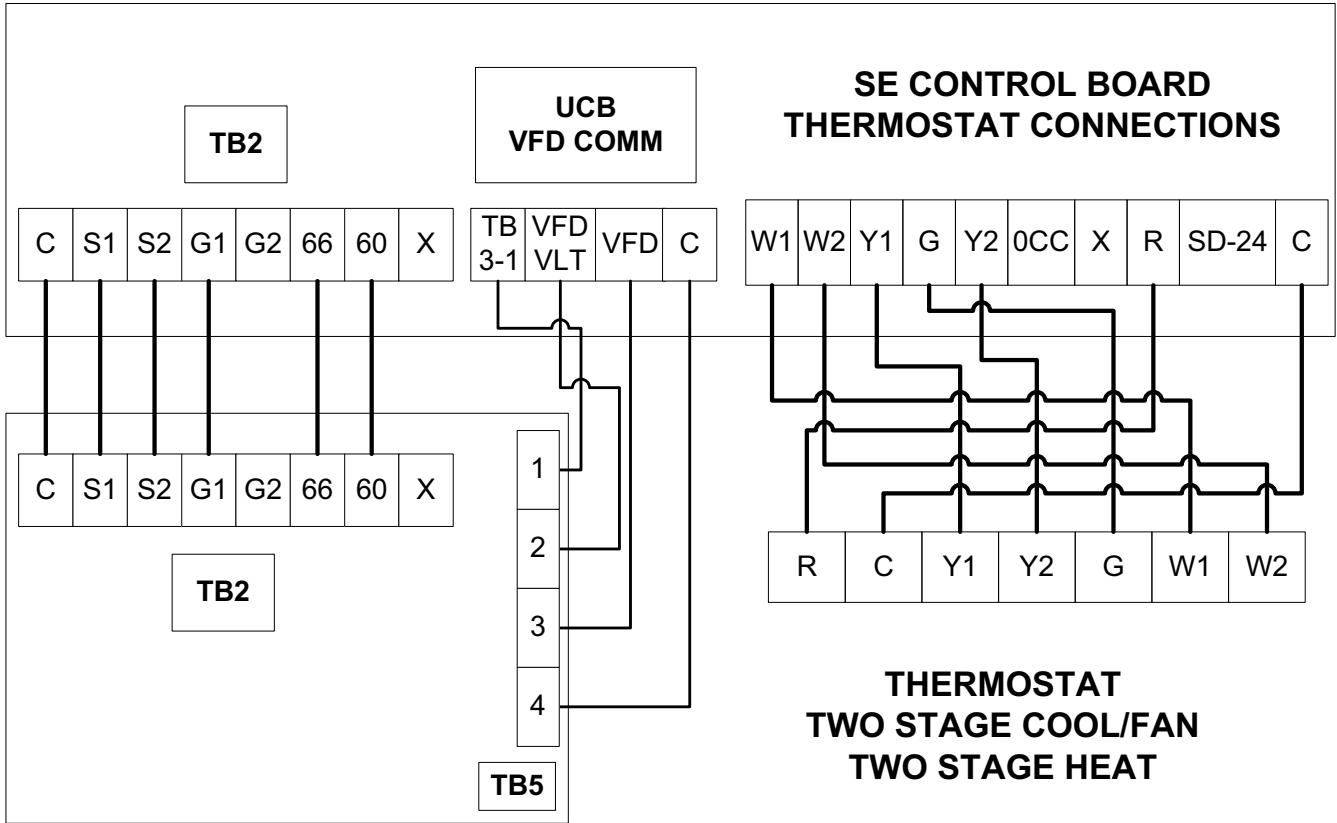 SE CONTROL BOARD
THERMOSTAT CONNECTIONS
UCB
VFD COMM
TB2
C S1 S2 G1 G2 66 60 X
TB
3-1
VFD
VLT
VFD
C
W1 W2 Y1 G Y2 0CC X R SD-24 C
C S1 S2 G1 G2 66 60 X
TB2
1
2
3
4
TB5
R C Y1 Y2 G W1 W2
THERMOSTAT
TWO STAGE COOL/FAN
TWO STAGE HEAT